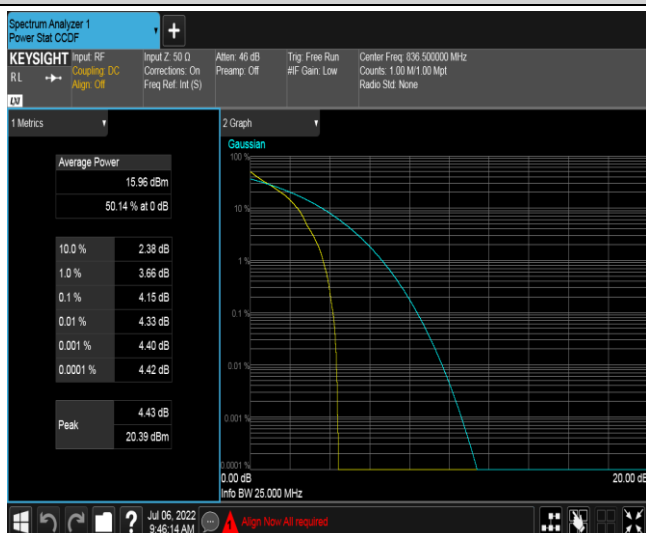 Spectrum Analyzer 1
Power Stat CCDF
+
KEYSIGHT
RL
LXI
Input: RF
Coupling: DC
Align: Off
Input Z: 50 Ω
Corrections: On
Freq Ref: Int (S)
Atten: 46 dB
Preamp: Off
Trig: Free Run
#IF Gain: Low
Center Freq: 836.500000 MHz
Counts: 1.00 M/1.00 Mpt
Radio Std: None
1 Metrics
Average Power
15.96 dBm
50.14 % at 0 dB
10.0 % 2.38 dB
1.0 % 3.66 dB
0.1 % 4.15 dB
0.01 % 4.33 dB
0.001 % 4.40 dB
0.0001 % 4.42 dB
Peak
4.43 dB
20.39 dBm
2 Graph
Gaussian
100 %
10 %
1 %
0.1 %
0.01 %
0.001 %
0.0001 %
0.00 dB
20.00 dB
Info BW 25.000 MHz
?
Jul 06, 2022
9:46:14 AM
Align Now All required